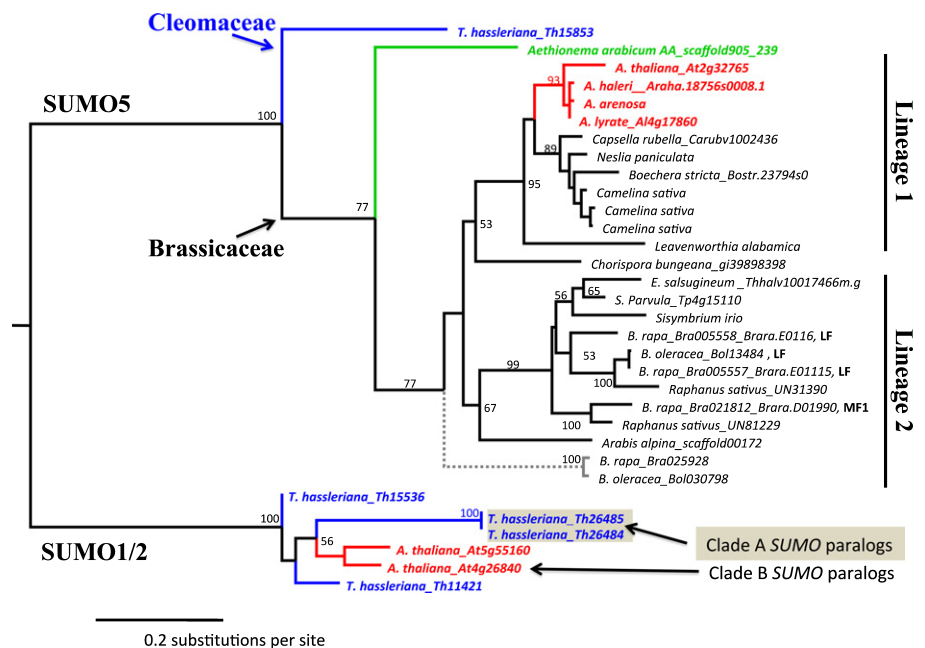 Cleomaceae
T. hassleriana_Th15853
Aethionema arabicum AA_scaffold905_239
A. thaliana_At2g32765
93
A. haleri__Araha.18756s0008.1
SUMO5
A. arenosa
100
A. lyrate_Al4g17860
Capsella rubella_Carubv1002436
89
Neslia paniculata
Boechera stricta_Bostr.23794s0
95
Camelina sativa
77
Camelina sativa
53
Camelina sativa
Lineage 1
Brassicaceae
Leavenworthia alabamica
Chorispora bungeana_gi39898398
E. salsugineum _Thhalv10017466m.g
56
65
S. Parvula_Tp4g15110
Sisymbrium irio
B. rapa_Bra005558_Brara.E0116, LF
53
B. oleracea_Bol13484 , LF
99
B. rapa_Bra005557_Brara.E01115, LF
77
100
Raphanus sativus_UN31390
67
B. rapa_Bra021812_Brara.D01990, MF1
100
Raphanus sativus_UN81229
Lineage 2
Arabis alpina_scaffold00172
100
B. rapa_Bra025928
B. oleracea_Bol030798
T. hassleriana_Th15536
100
100
T. hassleriana_Th26485
T. hassleriana_Th26484
SUMO1/2
56
A. thaliana_At5g55160
Clade A SUMO paralogs
A. thaliana_At4g26840
Clade B SUMO paralogs
T. hassleriana_Th11421
0.2 substitutions per site